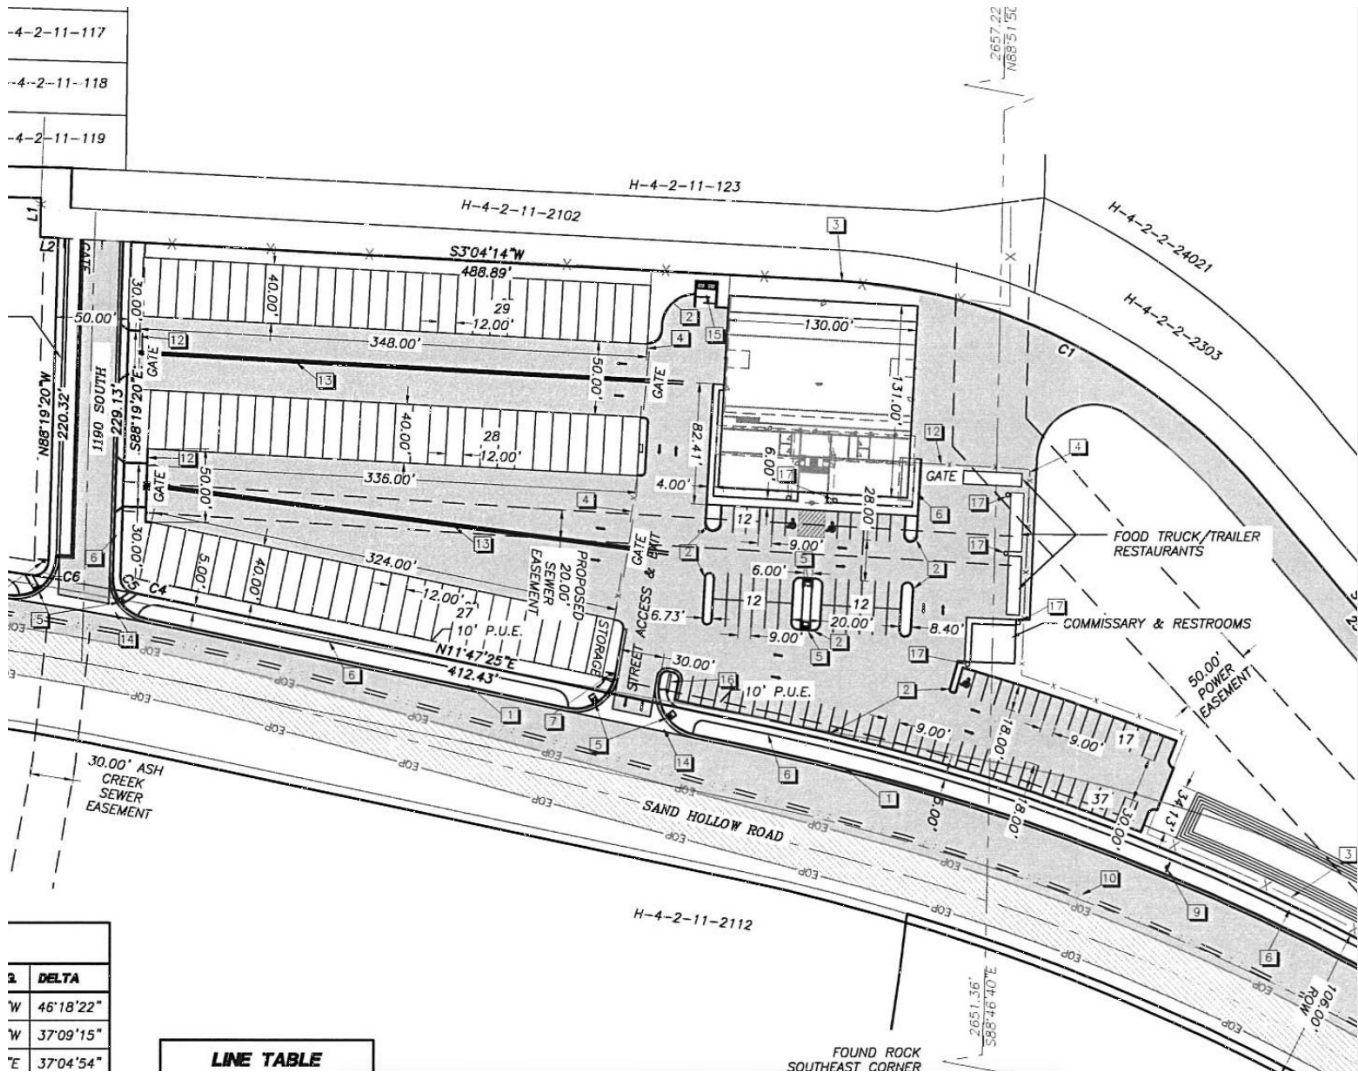 -4-2-11-117
-4-2-11-118
-4-2-11-119
2657.22'
H-4-2-11-123
H-4-2-11-2102
H-4-2-2-24021
H-4-2-2-2303
3
L1
L2
GATE
S3°04'14"W
488.89'
C1
30.00'
40.00'
29
12.00'
2
15
4
130.00'
131.00'
50.00'
12
348.00'
GATE
13
50.00'
GATE
N88°19'20"W
220.32'
1190 SOUTH
229.13'
S88°19'20"E
40.00'
28
12.00'
82.41'
6.00'
17
12
GATE
4
12
336.00'
4.00'
4
GATE
50.00'
28.00'
6
17
FOOD TRUCK/TRAILER
RESTAURANTS
17
13
GATE
2
12
9.00'
5
2
6
30.00'
324.00'
PROPOSED
20.00'
SEWER
EASEMENT
6.00'
C6
C5
C4
5.00'
40.00'
12.00'
27
10' P.U.E.
STREET ACCESS & EXIT
6.73'
12
12
20.00'
9.00'
8.40'
5
2
17
COMMISSARY & RESTROOMS
5
14
N11°47'25"E
412.43'
STORAGE
6
30.00'
16
10' P.U.E.
17
2
50.00'
POWER
EASEMENT
7
1
5
14
6
9.00'
18.00'
9.00'
17
1
6.00'
18.00'
37
30.00'
34.13'
30.00' ASH
CREEK
SEWER
EASEMENT
EOP
SAND HOLLOW ROAD
3
10
9
6
106.00'
ROW
H-4-2-11-2112
2651.36'
S88°46'40"E
DELTA
46°18'22"
37°09'15"
37°04'54"
LINE TABLE
FOUND ROCK
SOUTHEAST CORNER